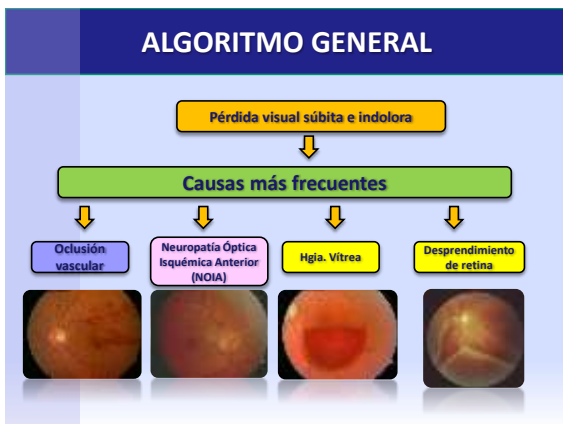 ALGORITMO GENERAL
Pérdida visual súbita e indolora
Causas más frecuentes
Oclusión
vascular
Neuropatía Óptica
Isquémica Anterior
(NOIA)
Hgia. Vítrea
Desprendimiento
de retina